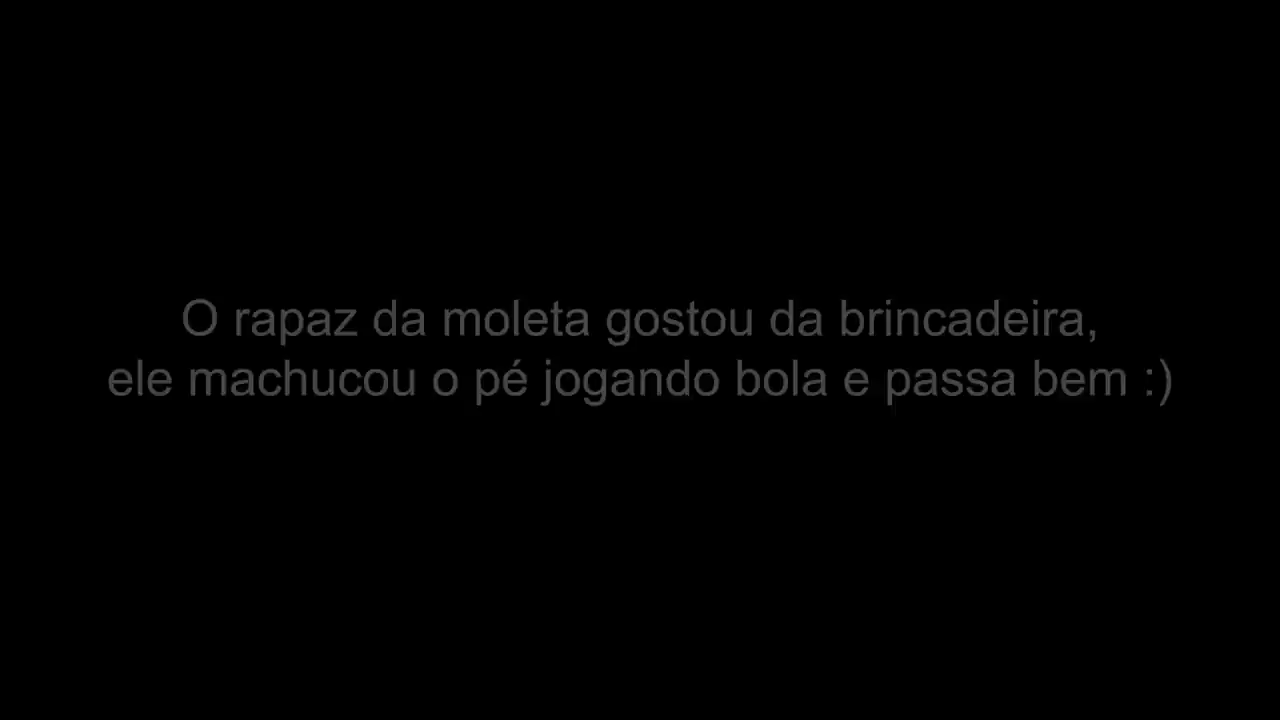 O rapaz da moleta gostou da brincadeira,
ele machucou o pé jogando bola e passa bem :)